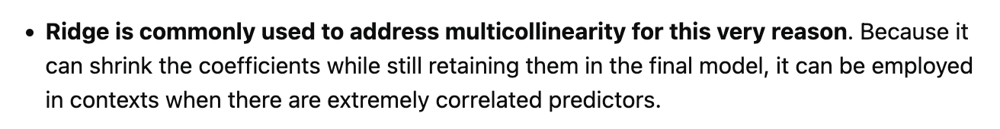 • Ridge is commonly used to address multicollinearity for this very reason. Because it
can shrink the coefficients while still retaining them in the final model, it can be employed
in contexts when there are extremely correlated predictors.